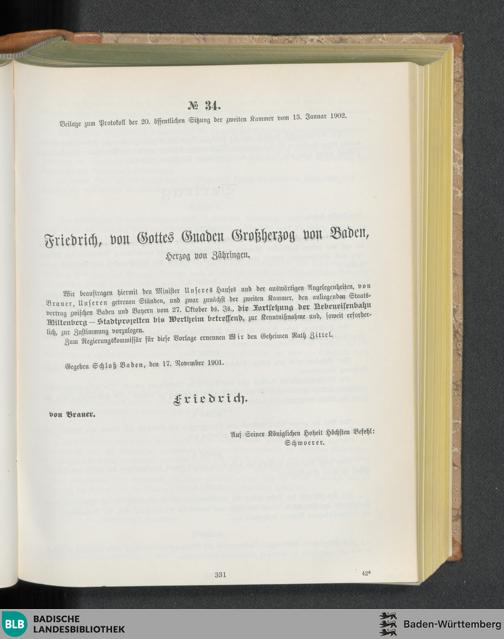 № 34.
Beilage zum Protokoll der 20. öffentlichen Sitzung der zweiten Kammer vom 15. Januar 1902.
Friedrich, von Gottes Gnaden Großherzog von Baden,
Herzog von Zähringen.
Wir beauftragen hiermit den Minister Unseres Hauses und der auswärtigen Angelegenheiten, von
Brauer, Unseren getreuen Ständen, und zwar zunächst der zweiten Kammer, den anliegenden Staats-
vertrag zwischen Baden und Bayern vom 27. Oktober ds. Js., die Fortsetzung der Nebeneisenbahn
Miltenberg — Stadtprozelten bis Wertheim betreffend, zur Kenntnißnahme und, soweit erforder-
lich, zur Zustimmung vorzulegen.
Zum Regierungskommissär für diese Vorlage ernennen Wir den Geheimen Rath Zittel.
Gegeben Schloß Baden, den 17. November 1901.
Friedrich.
von Brauer.
Auf Seiner Königlichen Hoheit Höchsten Befehl:
Schwoerer.
331
42*
BLB
BADISCHE
LANDESBIBLIOTHEK
Baden-Württemberg